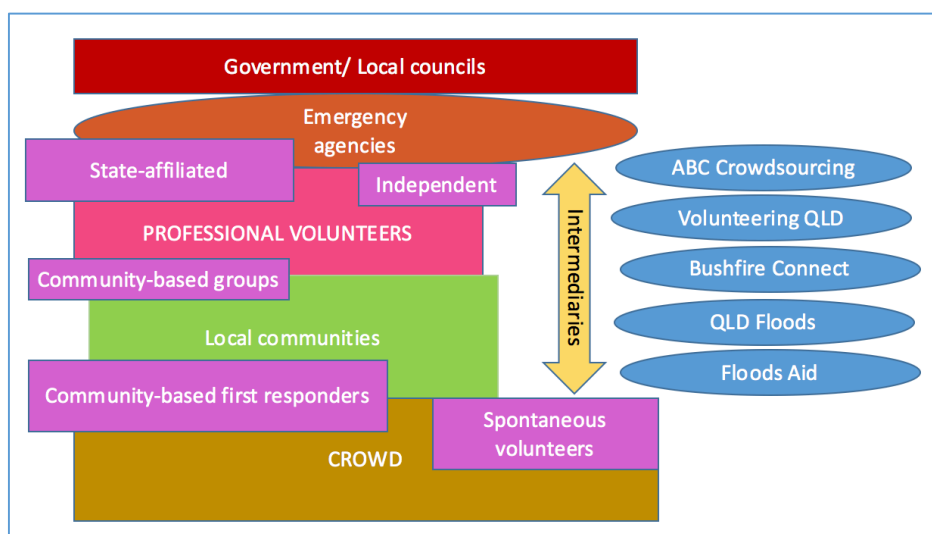 Government/ Local councils
Emergency
agencies
State-affiliated
Independent
PROFESSIONAL VOLUNTEERS
Community-based groups
Local communities
Community-based first responders
Spontaneous
volunteers
CROWD
Intermediaries
ABC Crowdsourcing
Volunteering QLD
Bushfire Connect
QLD Floods
Floods Aid